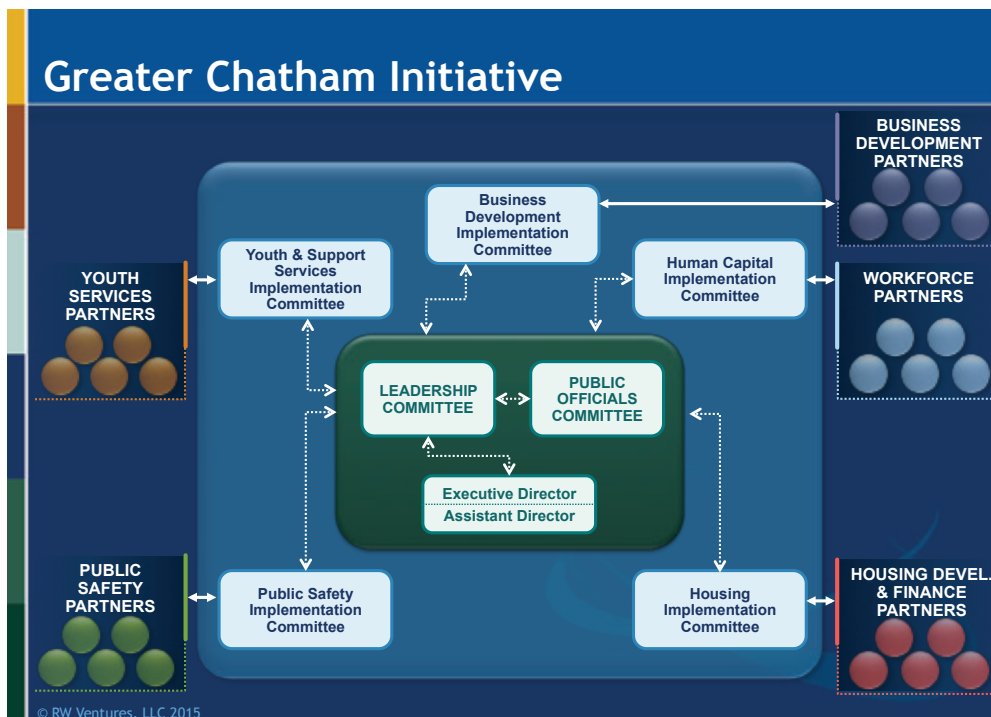 Greater Chatham Initiative
BUSINESS
DEVELOPMENT
PARTNERS
Business
Development
Implementation
Committee
Youth & Support
Services
Implementation
Committee
Human Capital
Implementation
Committee
YOUTH
SERVICES
PARTNERS
WORKFORCE
PARTNERS
LEADERSHIP
COMMITTEE
PUBLIC
OFFICIALS
COMMITTEE
Executive Director
Assistant Director
PUBLIC
SAFETY
PARTNERS
Public Safety
Implementation
Committee
Housing
Implementation
Committee
HOUSING DEVEL.
& FINANCE
PARTNERS
© RW Ventures, LLC 2015